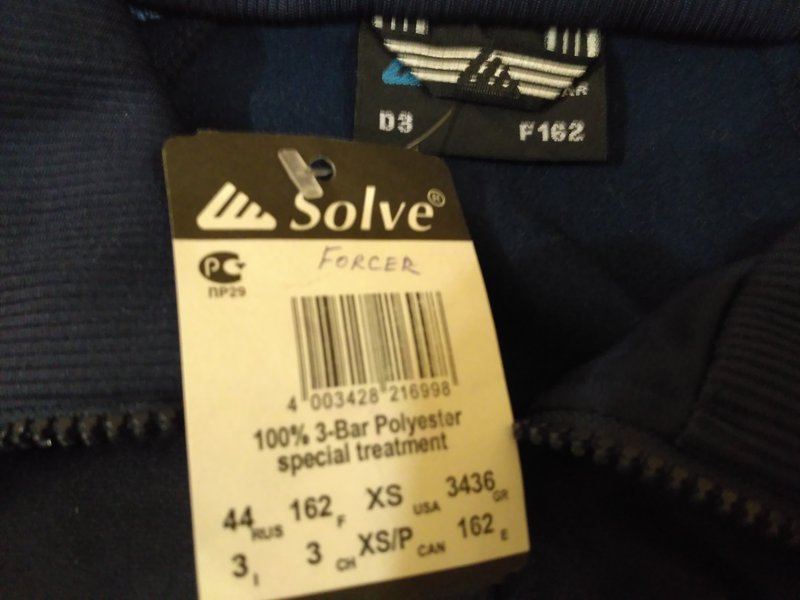 AR
D3 F162
Solve®
FORCER
ПР29
4 003428 216998
100% 3-Bar Polyester
special treatment
44 RUS 162 F XS USA 3436 GR
3 I 3 CH XS/P CAN 162 E